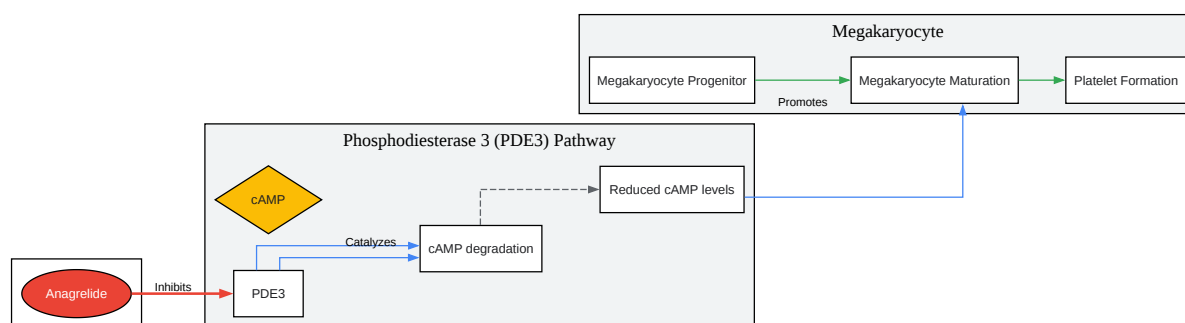 Megakaryocyte
Megakaryocyte Progenitor
Megakaryocyte Maturation
Platelet Formation
Promotes
Phosphodiesterase 3 (PDE3) Pathway
cAMP
Reduced cAMP levels
Catalyzes
cAMP degradation
Anagrelide
Inhibits
PDE3